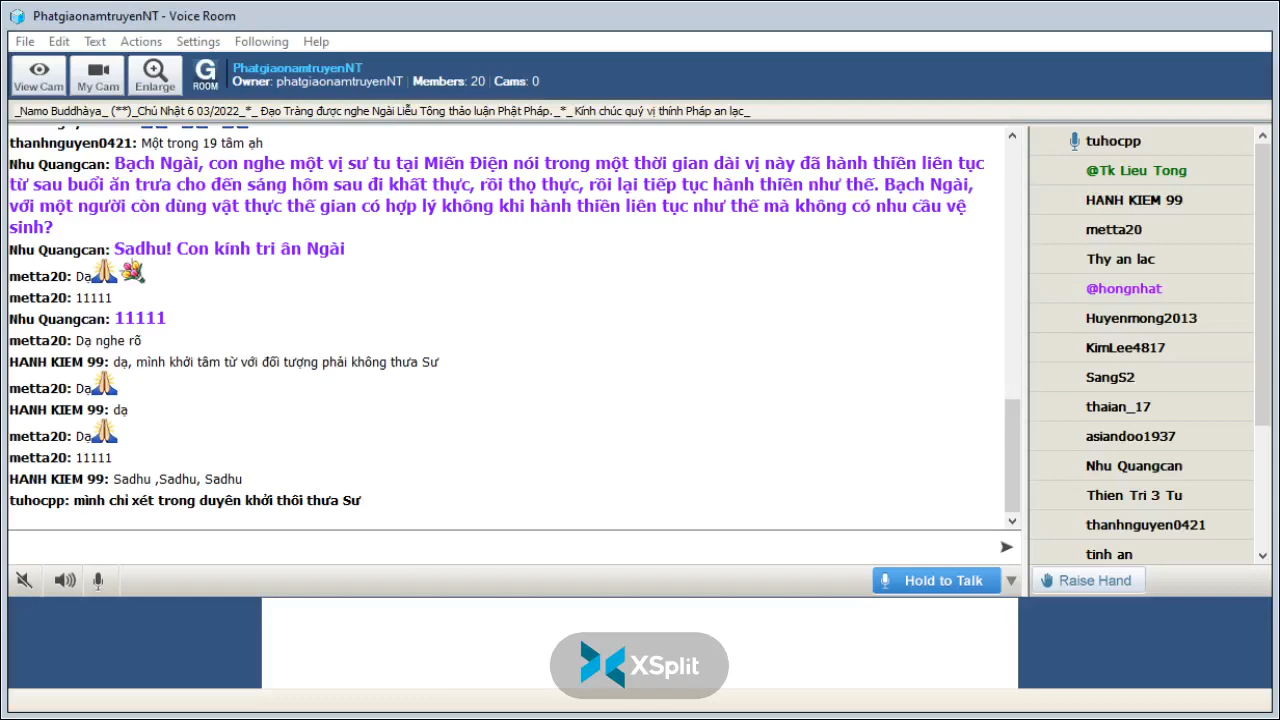 PhatgiaonamtruyenNT - Voice Room
File Edit Text Actions Settings Following Help
View Cam My Cam Enlarge G ROOM
PhatgiaonamtruyenNT
Owner: phatgiaonamtruyenNT | Members: 20 | Cams: 0
_Namo Buddhàya_ (**)_Chủ Nhật 6 03/2022_*_ Đạo Tràng được nghe Ngài Liễu Tông thảo luận Phật Pháp._*_ Kính chúc quý vị thính Pháp an lạc_
thanhnguyen0421: Một trong 19 tâm ạh
Nhu Quangcan: Bạch Ngài, con nghe một vị sư tu tại Miến Điện nói trong một thời gian dài vị này đã hành thiền liên tục
từ sau buổi ăn trưa cho đến sáng hôm sau đi khất thực, rồi thọ thực, rồi lại tiếp tục hành thiền như thế. Bạch Ngài,
với một người còn dùng vật thực thế gian có hợp lý không khi hành thiền liên tục như thế mà không có nhu cầu vệ
sinh?
Nhu Quangcan: Sadhu! Con kính tri ân Ngài
metta20: Dạ
metta20: 11111
Nhu Quangcan: 11111
metta20: Dạ nghe rõ
HANH KIEM 99: dạ, mình khởi tâm từ với đối tượng phải không thưa Sư
metta20: Dạ
HANH KIEM 99: dạ
metta20: Dạ
metta20: 11111
HANH KIEM 99: Sadhu ,Sadhu, Sadhu
tuhocpp: mình chỉ xét trong duyên khởi thôi thưa Sư
Hold to Talk
tuhocpp
@Tk Lieu Tong
HANH KIEM 99
metta20
Thy an lac
@hongnhat
Huyenmong2013
KimLee4817
SangS2
thaian_17
asiandoo1937
Nhu Quangcan
Thien Tri 3 Tu
thanhnguyen0421
tinh an
Raise Hand
XSplit